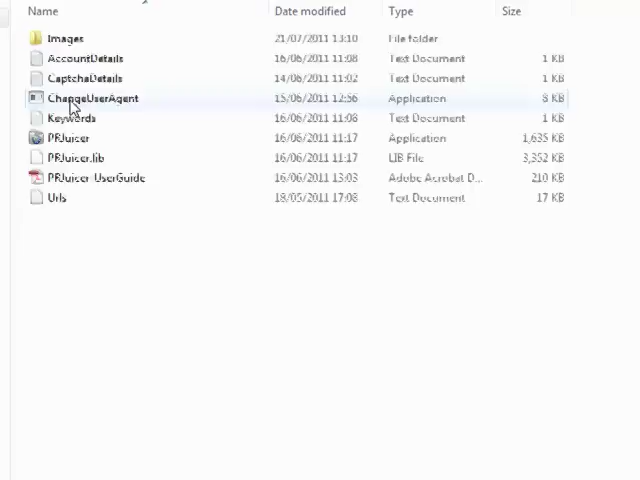 Name Date modified Type Size
Images 21/07/2011 13:10 File folder
AccountDetails 16/06/2011 11:08 Text Document 1 KB
CaptchaDetails 14/06/2011 11:02 Text Document 1 KB
ChangeUserAgent 15/06/2011 12:56 Application 8 KB
Keywords 16/06/2011 11:08 Text Document 1 KB
PRJuicer 16/06/2011 11:17 Application 1,635 KB
PRJuicer.lib 16/06/2011 11:17 LIB File 3,352 KB
PRJuicer-UserGuide 16/06/2011 13:03 Adobe Acrobat D... 210 KB
Urls 18/05/2011 17:08 Text Document 17 KB